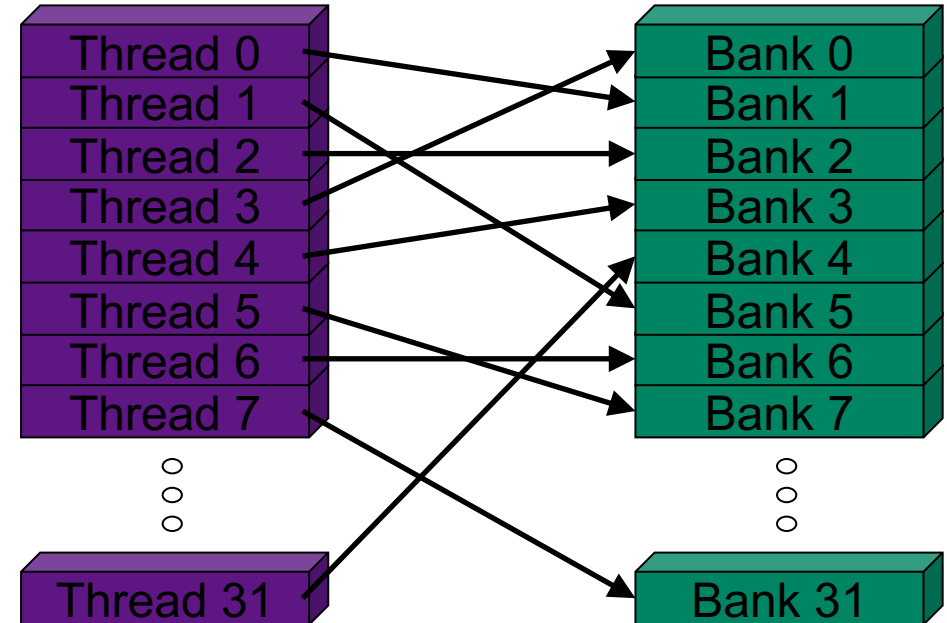 Thread 0
Thread 1
Thread 2
Thread 3
Thread 4
Thread 5
Thread 6
Thread 7
Thread 31
Bank 0
Bank 1
Bank 2
Bank 3
Bank 4
Bank 5
Bank 6
Bank 7
Bank 31